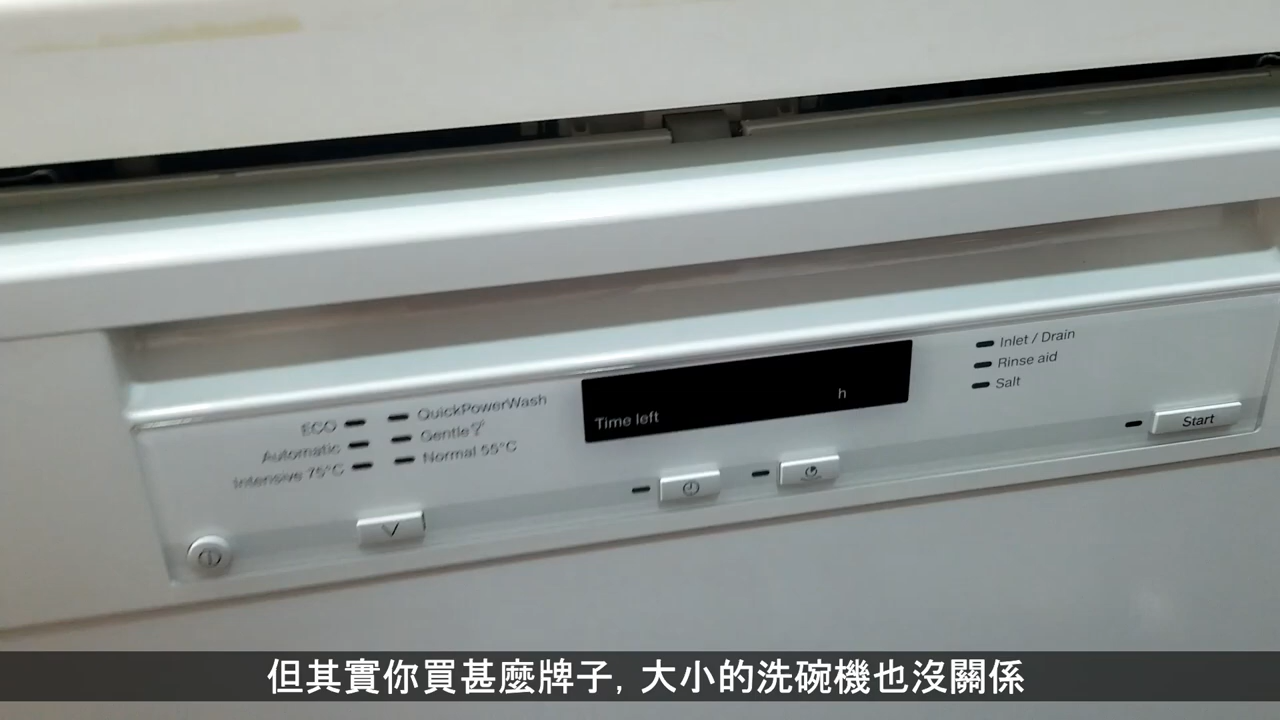 ECO
Automatic
Intensive 75°C
QuickPowerWash
Gentle
Normal 55°C
Time left
h
Inlet / Drain
Rinse aid
Salt
Start
但其實你買甚麼牌子, 大小的洗碗機也沒關係